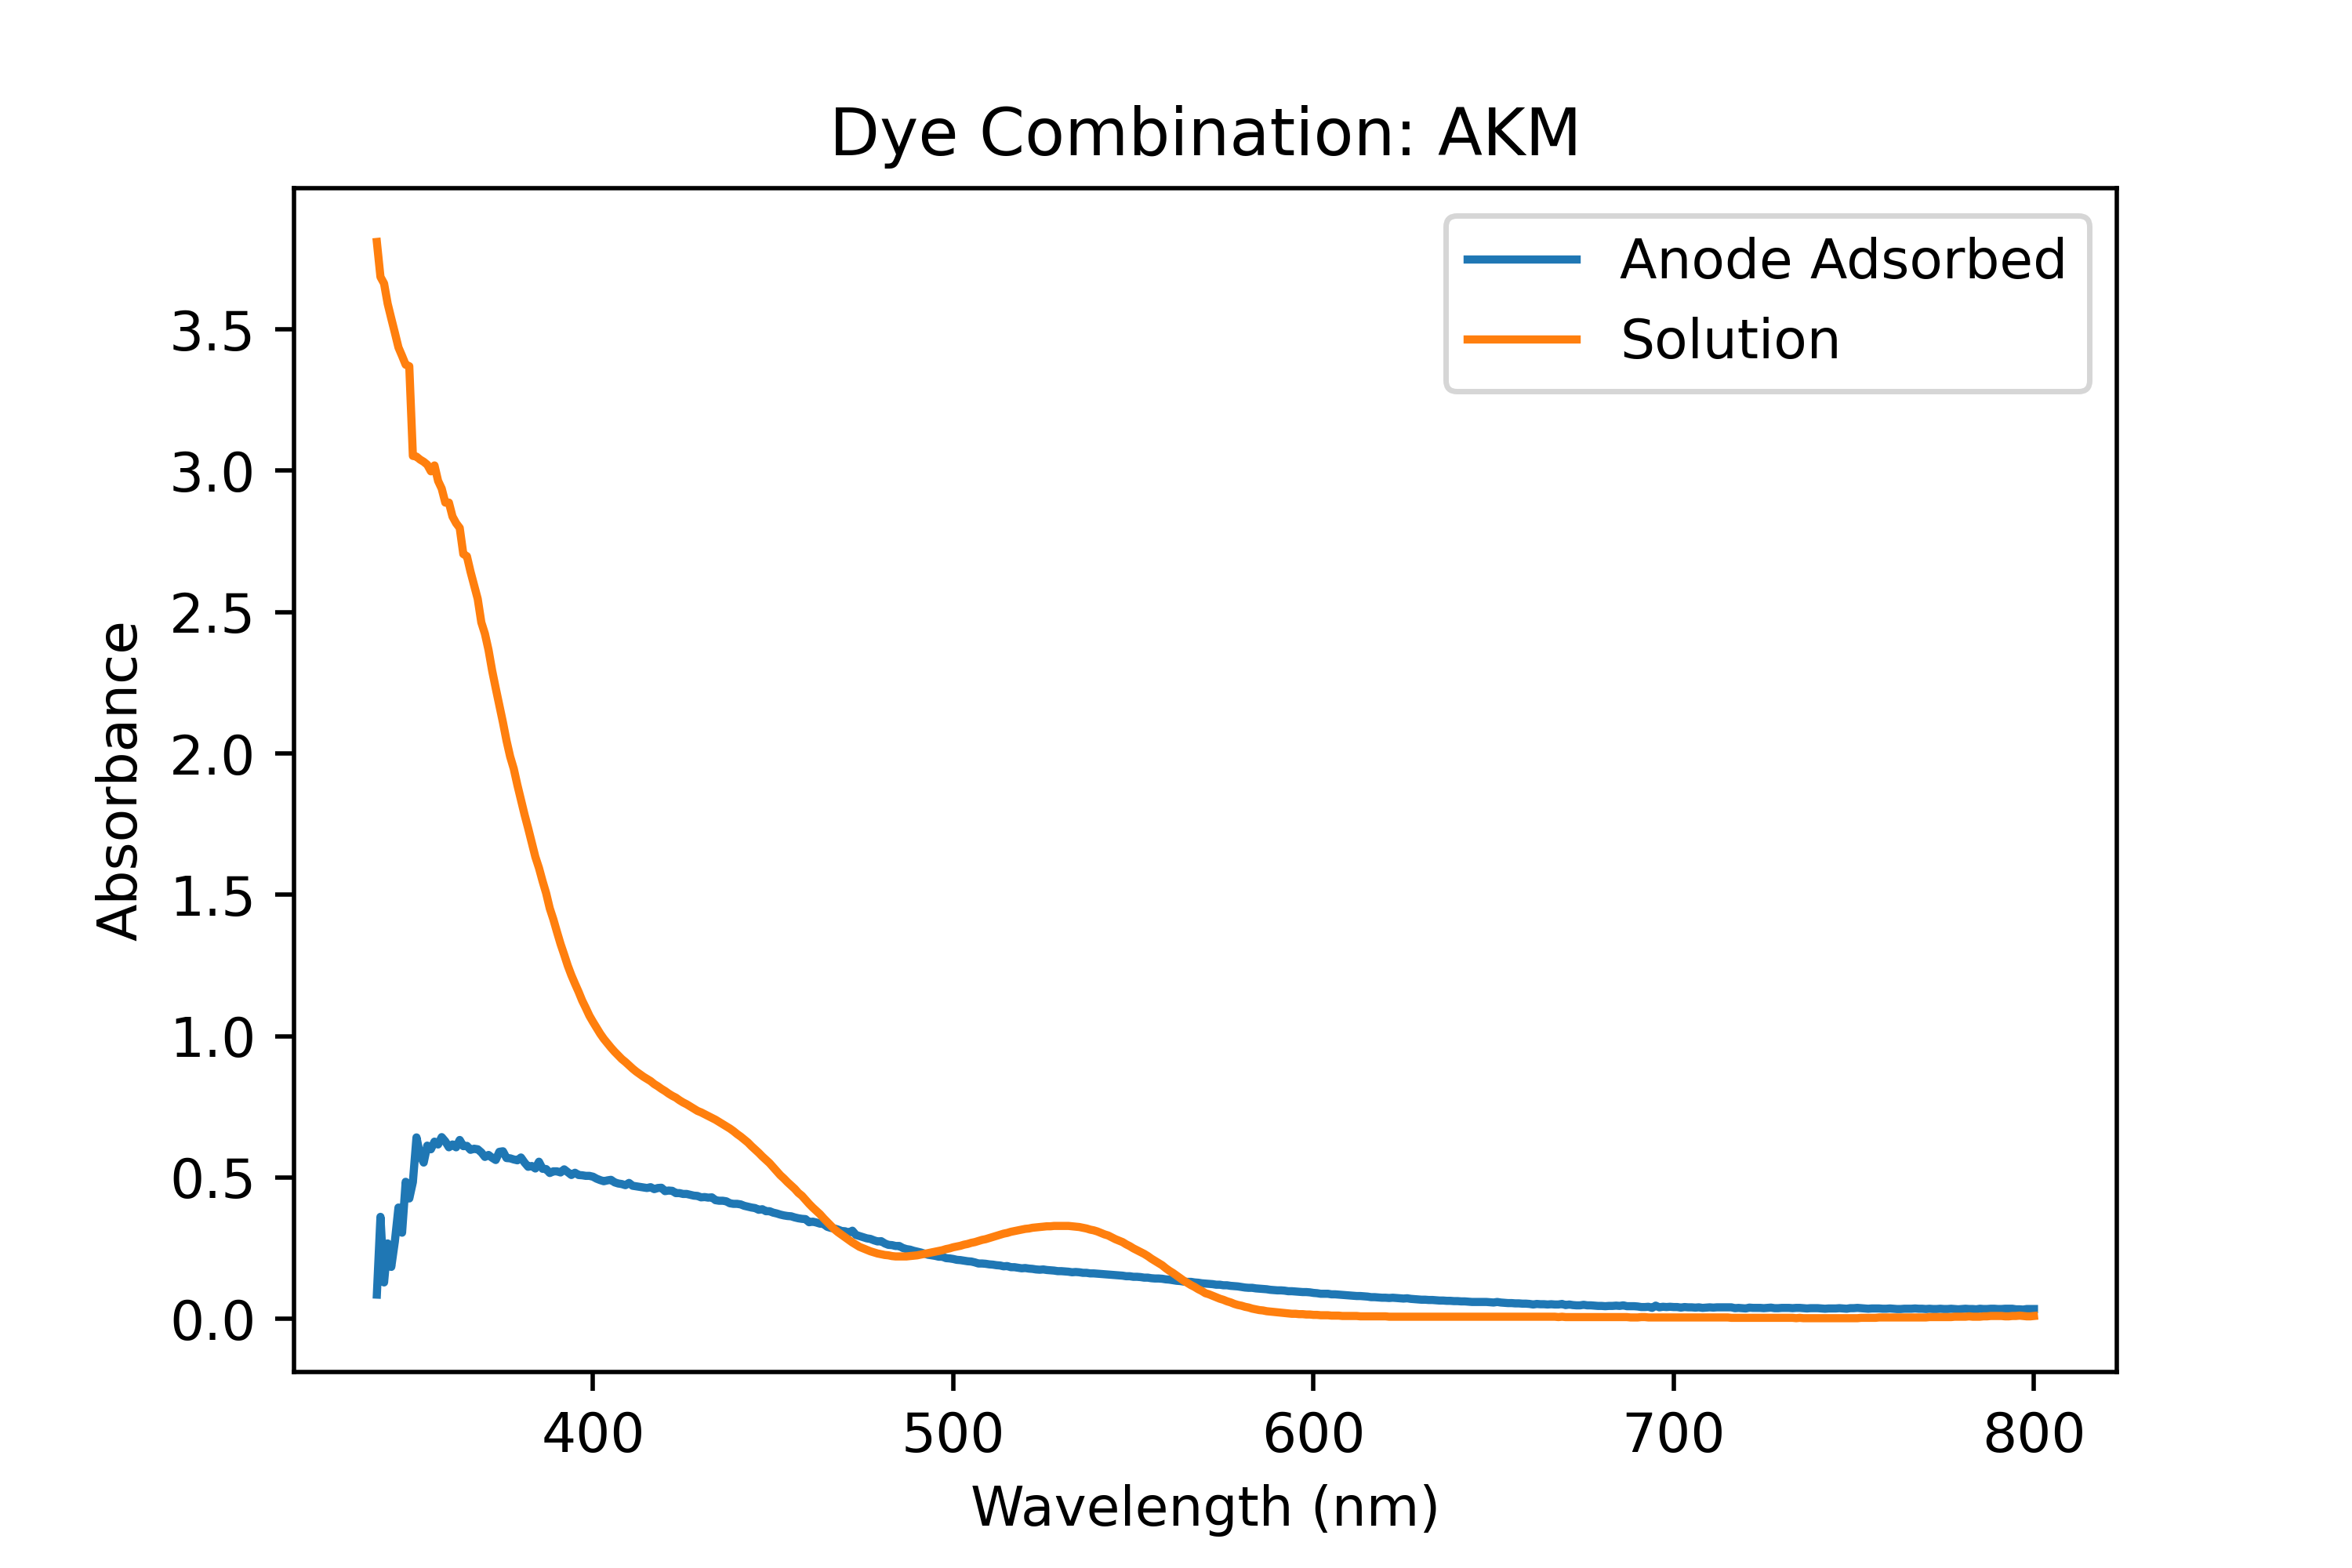 Dye Combination: AKM
Anode Adsorbed
Solution
3.5
3.0
2.5
2.0
1.5
1.0
0.5
0.0
Absorbance
400 500 600 700 800
Wavelength (nm)